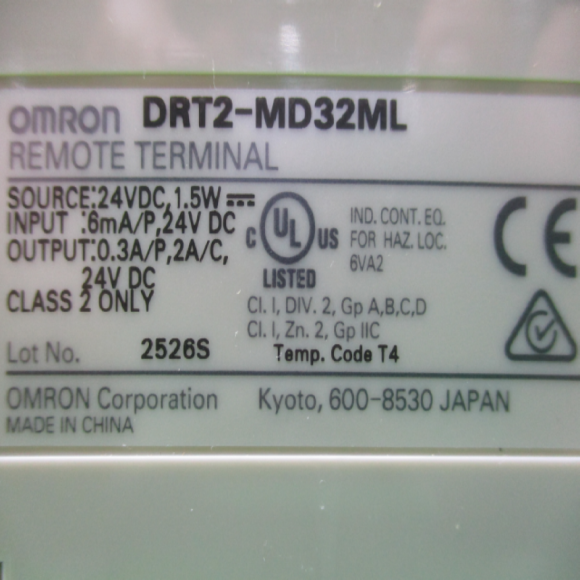 OMRON DRT2-MD32ML
REMOTE TERMINAL
SOURCE:24VDC,1.5W
INPUT :6mA/P,24V DC
OUTPUT:0.3A/P,2A/C,
24V DC
CLASS 2 ONLY
C UL US
LISTED
IND. CONT. EQ.
FOR HAZ. LOC.
6VA2
CE
Cl. I, DIV. 2, Gp A,B,C,D
Cl. I, Zn. 2, Gp IIC
Lot No. 2526S Temp. Code T4
OMRON Corporation Kyoto, 600-8530 JAPAN
MADE IN CHINA